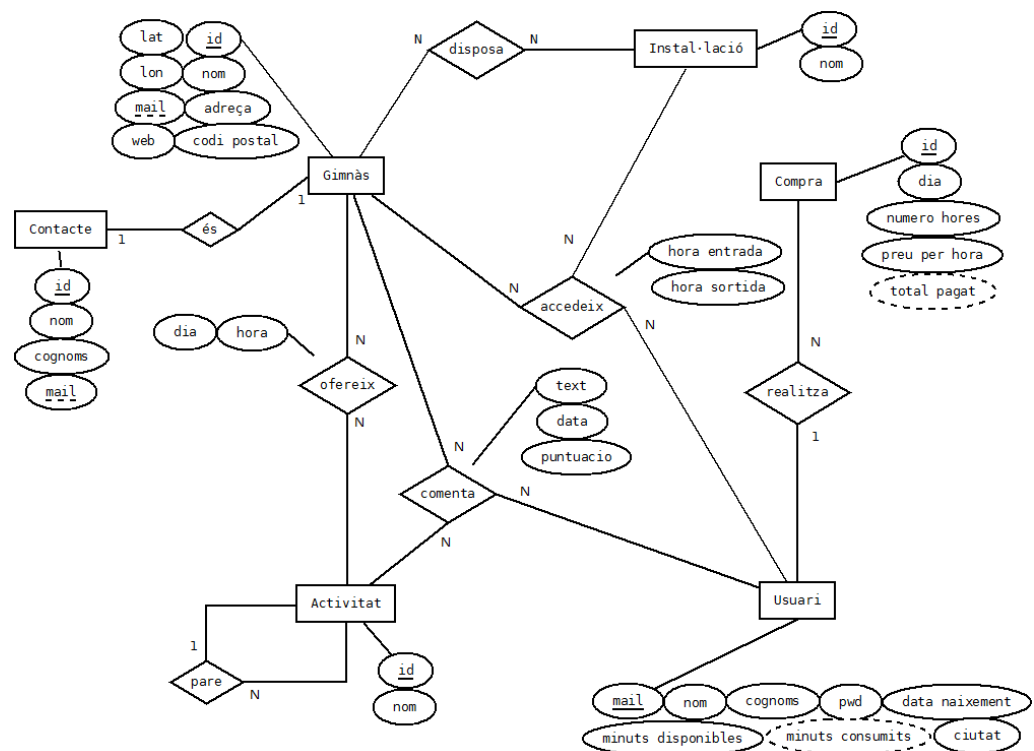 lat id
lon nom
mail adreça
web codi postal
N disposa N
Instal·lació
id
nom
Gimnàs
1
Contacte
1
és
id
nom
cognoms
mail
Compra
id
dia
numero hores
preu per hora
total pagat
N
N
accedeix
N
hora entrada
hora sortida
dia hora
N
ofereix
N
text
data
puntuacio
N
comenta
N
N
N
realitza
1
Activitat
1
pare
N
id
nom
Usuari
mail nom cognoms pwd data naixement
minuts disponibles minuts consumits ciutat